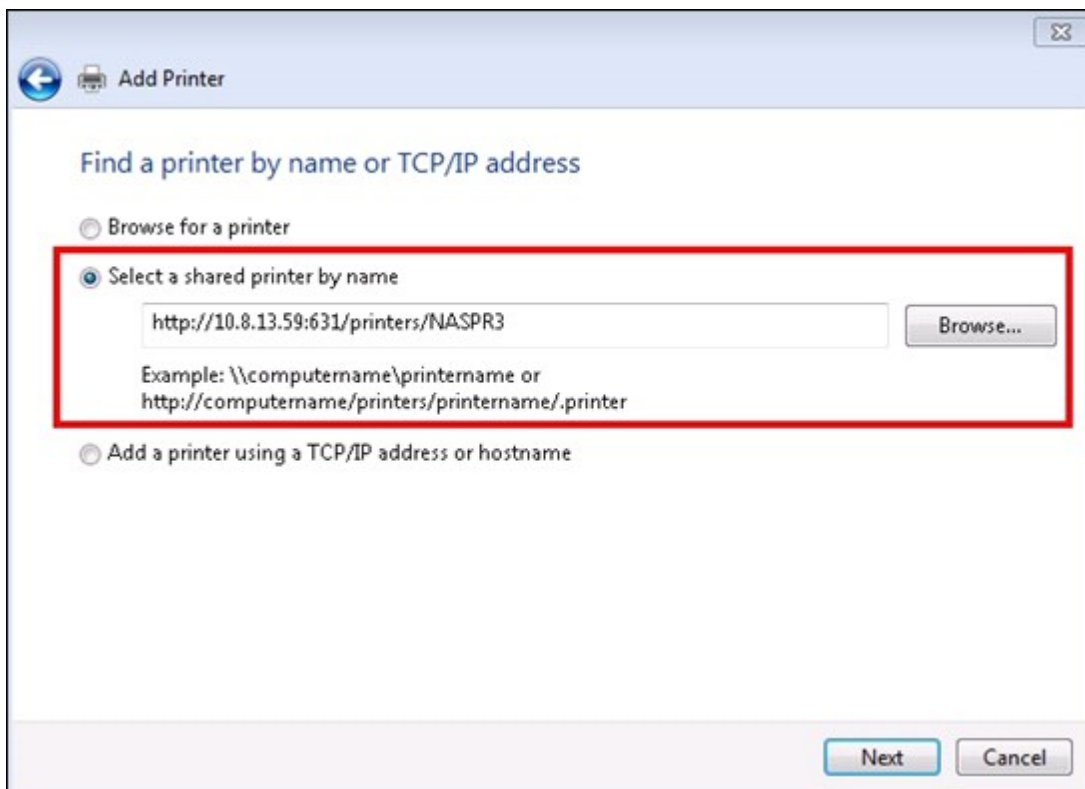 Add Printer
Find a printer by name or TCP/IP address
Browse for a printer
Select a shared printer by name
http://10.8.13.59:631/printers/NASPR3
Browse...
Example: \\computername\printername or
http://computername/printers/printername/.printer
Add a printer using a TCP/IP address or hostname
Next
Cancel